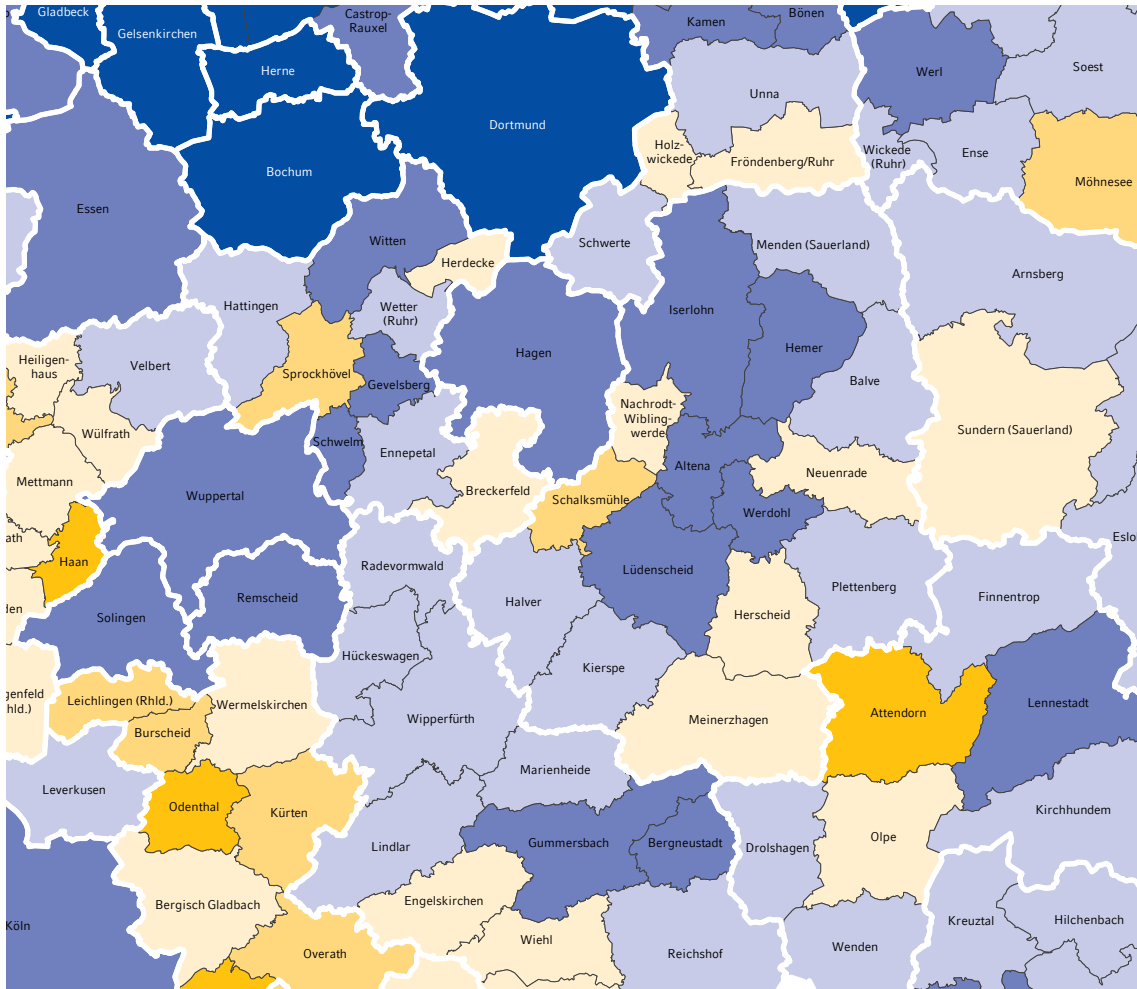 Gladbeck
Gelsenkirchen
Castrop-
Rauxel
Kamen
Bönen
Herne
Werl
Soest
Unna
Dortmund
Holz-
wickede
Fröndenberg/Ruhr
Wickede
(Ruhr)
Ense
Bochum
Möhnesee
Essen
Witten
Schwerte
Menden (Sauerland)
Herdecke
Arnsberg
Hattingen
Wetter
(Ruhr)
Iserlohn
Hemer
Hagen
Heiligen-
haus
Velbert
Sprockhövel
Gevelsberg
Balve
Nachrodt-
Wibling-
werde
Wülfrath
Schwelm
Ennepetal
Sundern (Sauerland)
Altena
Neuenrade
Mettmann
Wuppertal
Breckerfeld
Schalksmühle
Werdohl
ath
Eslo
Haan
Radevormwald
Lüdenscheid
Plettenberg
Finnentrop
Remscheid
Halver
den
Solingen
Herscheid
Hückeswagen
Kierspe
genfeld
hld.)
Leichlingen (Rhld.)
Wermelskirchen
Lennestadt
Attendorn
Wipperfürth
Meinerzhagen
Burscheid
Marienheide
Leverkusen
Odenthal
Kürten
Kirchhundem
Olpe
Lindlar
Gummersbach
Bergneustadt
Drolshagen
Bergisch Gladbach
Engelskirchen
Köln
Kreuztal
Hilchenbach
Wiehl
Wenden
Overath
Reichshof